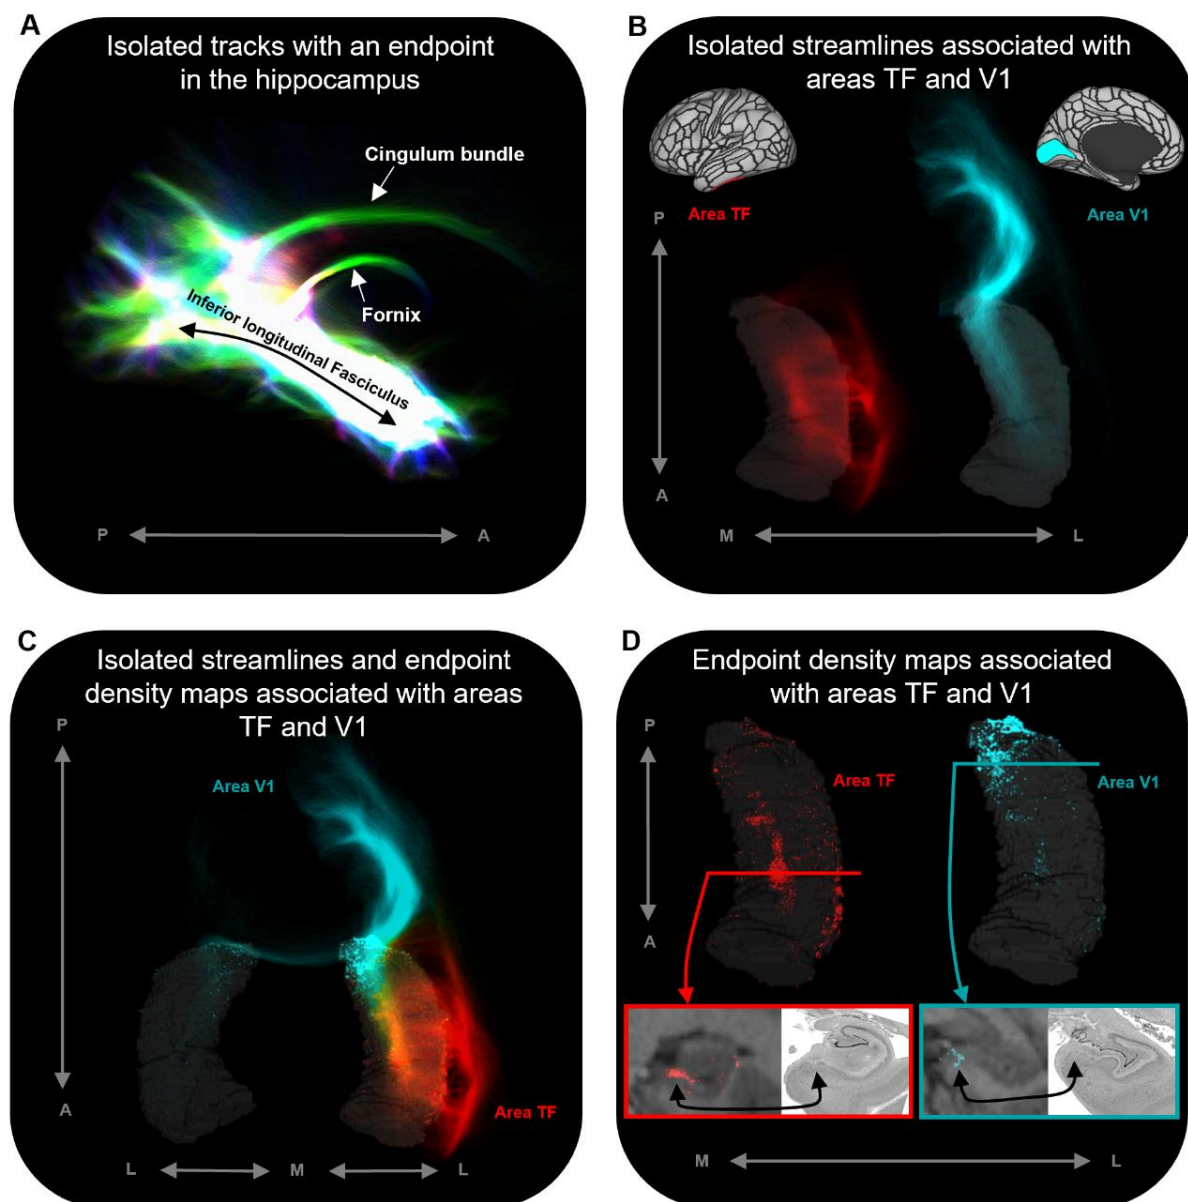 A
Isolated tracks with an endpoint
in the hippocampus
Cingulum bundle
Fornix
Inferior longitudinal Fasciculus
P
A
B
Isolated streamlines associated with
areas TF and V1
Area TF
Area V1
P
A
M
L
C
Isolated streamlines and endpoint
density maps associated with areas
TF and V1
P
Area V1
A
Area TF
L
M
L
D
Endpoint density maps associated
with areas TF and V1
P
Area TF
Area V1
A
M
L